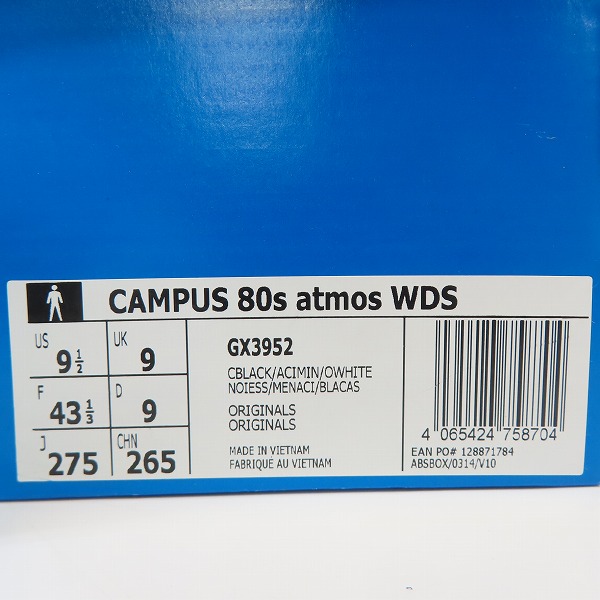 CAMPUS 80s atmos WDS
US
9 1/2
UK
9
F
43 1/3
D
9
J
275
CHN
265
GX3952
CBLACK/ACIMIN/OWHITE
NOIESS/MENACI/BLACAS
ORIGINALS
ORIGINALS
MADE IN VIETNAM
FABRIQUÉ AU VIETNAM
4 065424 758704
EAN PO# 128871784
ABSBOX/0314/V10